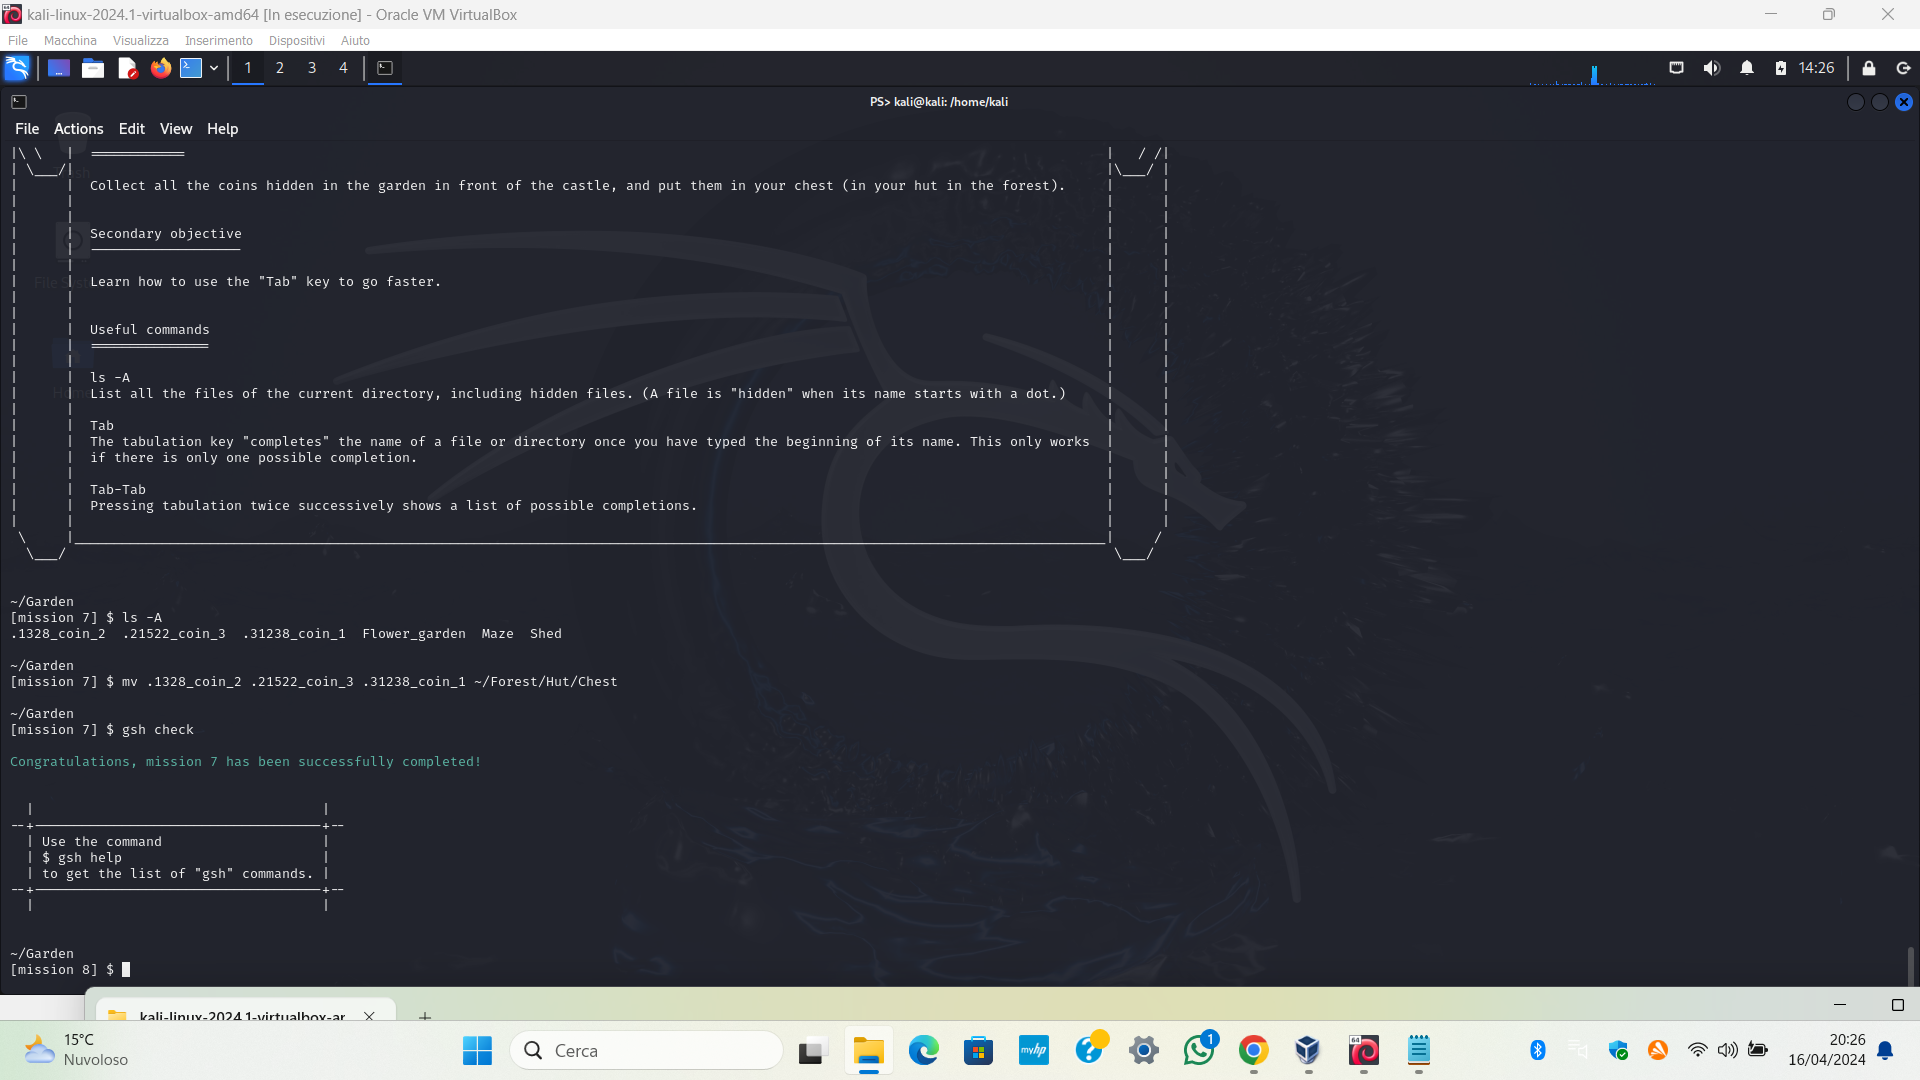 kali-linux-2024.1-virtualbox-amd64 [In esecuzione] - Oracle VM VirtualBox
File Macchina Visualizza Inserimento Dispositivi Aiuto
1 2 3 4 14:26
PS> kali@kali: /home/kali
File Actions Edit View Help
Collect all the coins hidden in the garden in front of the castle, and put them in your chest (in your hut in the forest).
Secondary objective
Learn how to use the "Tab" key to go faster.
Useful commands
ls -A
List all the files of the current directory, including hidden files. (A file is "hidden" when its name starts with a dot.)
Tab
The tabulation key "completes" the name of a file or directory once you have typed the beginning of its name. This only works
if there is only one possible completion.
Tab-Tab
Pressing tabulation twice successively shows a list of possible completions.
~/Garden
[mission 7] $ ls -A
.1328_coin_2 .21522_coin_3 .31238_coin_1 Flower_garden Maze Shed
~/Garden
[mission 7] $ mv .1328_coin_2 .21522_coin_3 .31238_coin_1 ~/Forest/Hut/Chest
~/Garden
[mission 7] $ gsh check
Congratulations, mission 7 has been successfully completed!
Use the command
$ gsh help
to get the list of "gsh" commands.
~/Garden
[mission 8] $
kali-linux-2024.1-virtualbox-ar
15°C
Nuvoloso
Cerca
myhp
1
64
20:26
16/04/2024